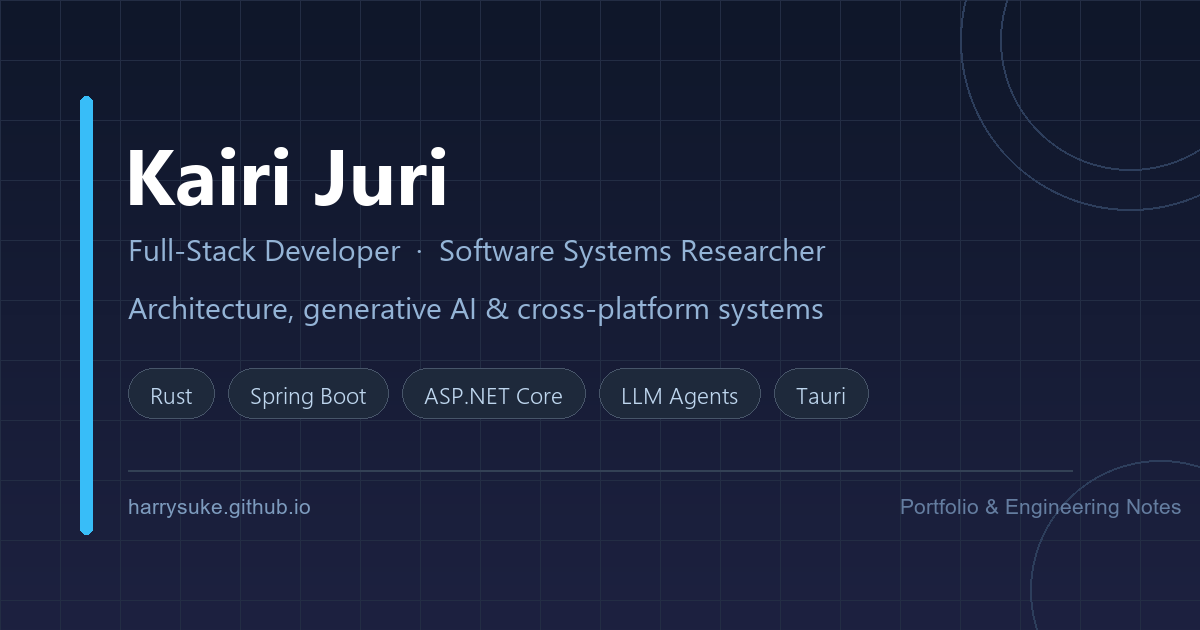 Kairi Juri
Full-Stack Developer · Software Systems Researcher
Architecture, generative AI & cross-platform systems
Rust Spring Boot ASP.NET Core LLM Agents Tauri
harrysuke.github.io Portfolio & Engineering Notes